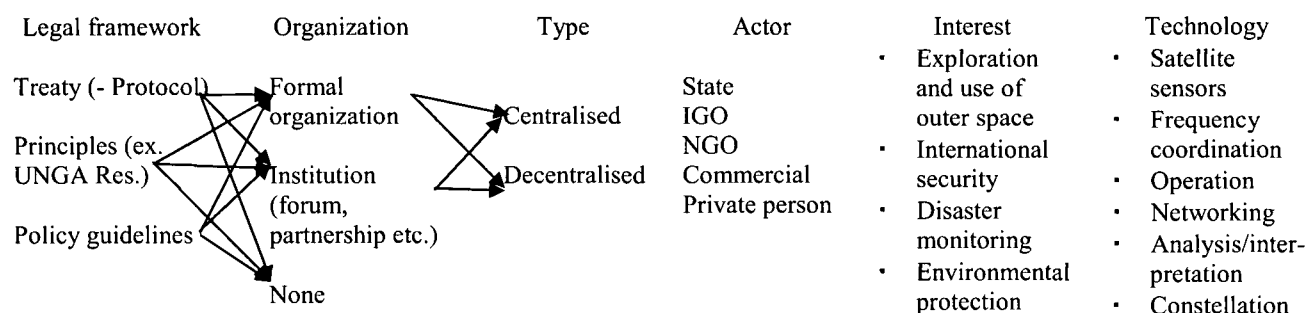 Legal framework
Organization
Type
Actor
Interest
Technology
Treaty (- Protocol)
Principles (ex.
UNGA Res.)
Policy guidelines
Formal
organization
Institution
(forum,
partnership etc.)
None
Centralised
Decentralised
State
IGO
NGO
Commercial
Private person
· Exploration
and use of
outer space
· International
security
· Disaster
monitoring
· Environmental
protection
· Satellite
sensors
· Frequency
coordination
· Operation
· Networking
· Analysis/inter-
pretation
· Constellation